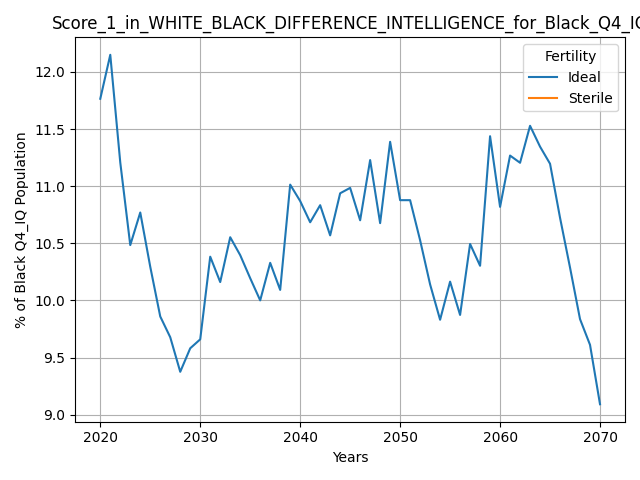 Score_1_in_WHITE_BLACK_DIFFERENCE_INTELLIGENCE_for_Black_Q4_IQ
Fertility
Ideal
Sterile
% of Black Q4_IQ Population
12.0
11.5
11.0
10.5
10.0
9.5
9.0
2020 2030 2040 2050 2060 2070
Years